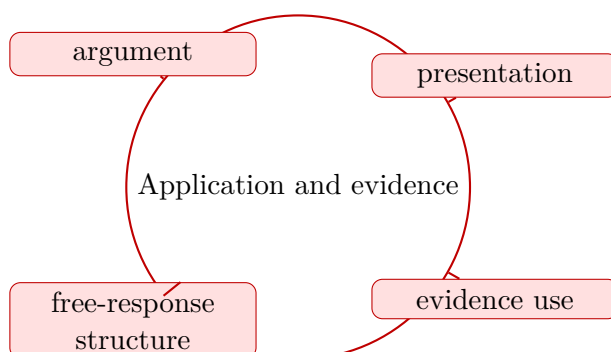 argument
presentation
Application and evidence
free-response
structure
evidence use